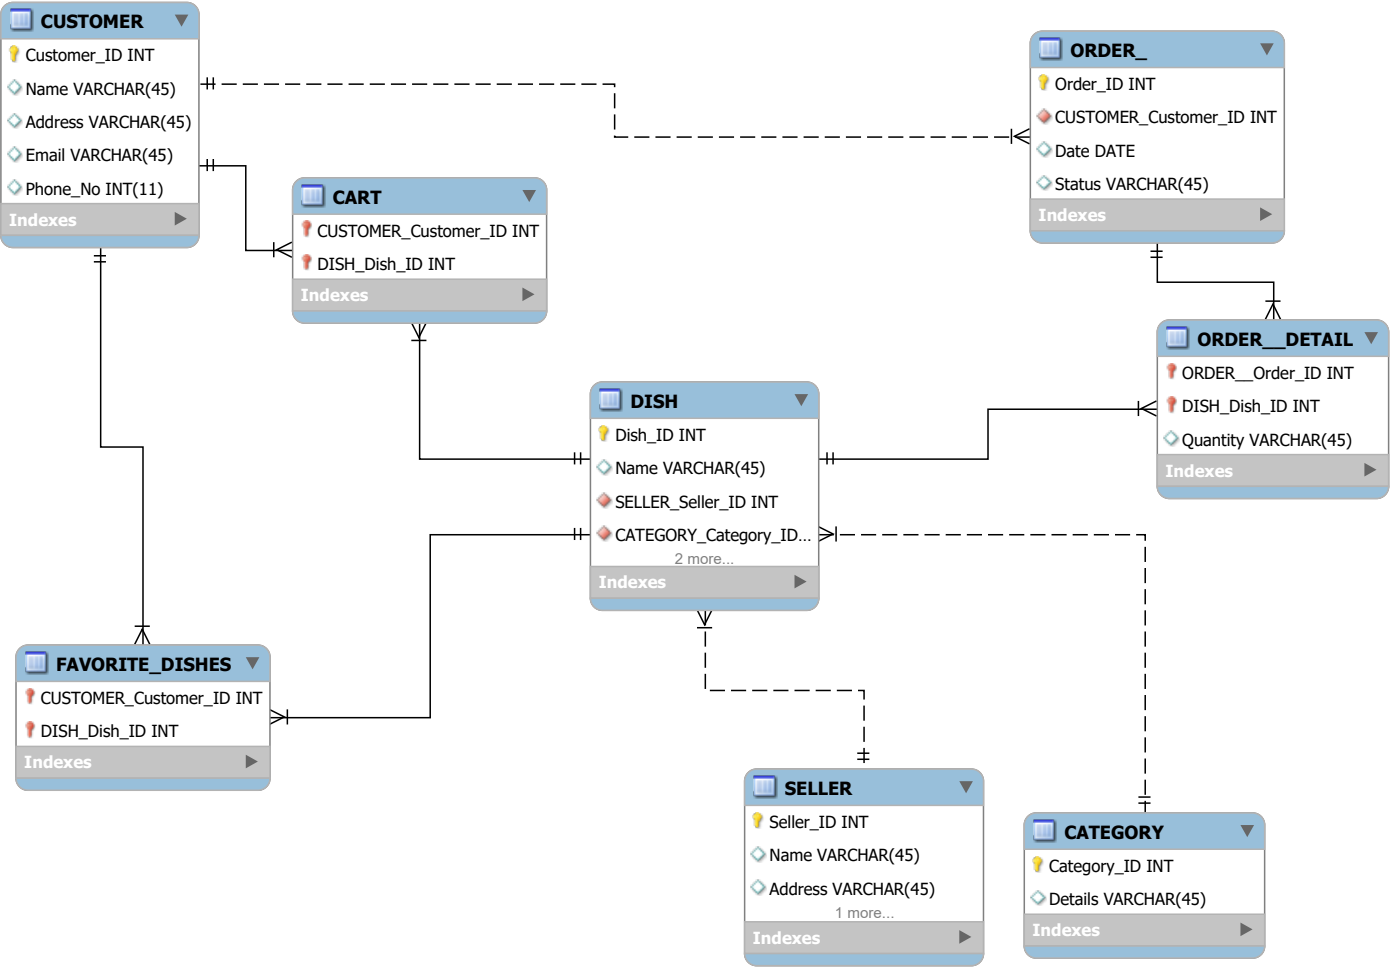 CUSTOMER
Customer_ID INT
Name VARCHAR(45)
Address VARCHAR(45)
Email VARCHAR(45)
Phone_No INT(11)
Indexes
ORDER_
Order_ID INT
CUSTOMER_Customer_ID INT
Date DATE
Status VARCHAR(45)
Indexes
CART
CUSTOMER_Customer_ID INT
DISH_Dish_ID INT
Indexes
ORDER__DETAIL
ORDER__Order_ID INT
DISH_Dish_ID INT
Quantity VARCHAR(45)
Indexes
DISH
Dish_ID INT
Name VARCHAR(45)
SELLER_Seller_ID INT
CATEGORY_Category_ID...
2 more...
Indexes
FAVORITE_DISHES
CUSTOMER_Customer_ID INT
DISH_Dish_ID INT
Indexes
SELLER
Seller_ID INT
Name VARCHAR(45)
Address VARCHAR(45)
1 more...
Indexes
CATEGORY
Category_ID INT
Details VARCHAR(45)
Indexes